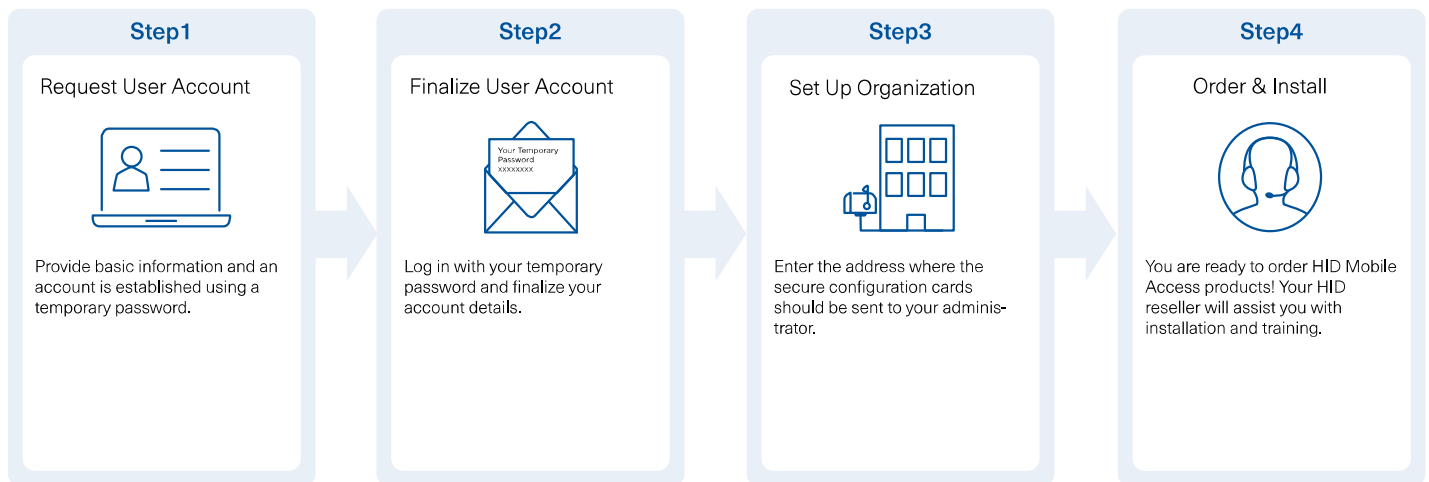 Step1
Request User Account
Provide basic information and an
account is established using a
temporary password.
Step2
Finalize User Account
Your Temporary
Password
xxxxxxxx
Log in with your temporary
password and finalize your
account details.
Step3
Set Up Organization
Enter the address where the
secure configuration cards
should be sent to your adminis-
trator.
Step4
Order & Install
You are ready to order HID Mobile
Access products! Your HID
reseller will assist you with
installation and training.